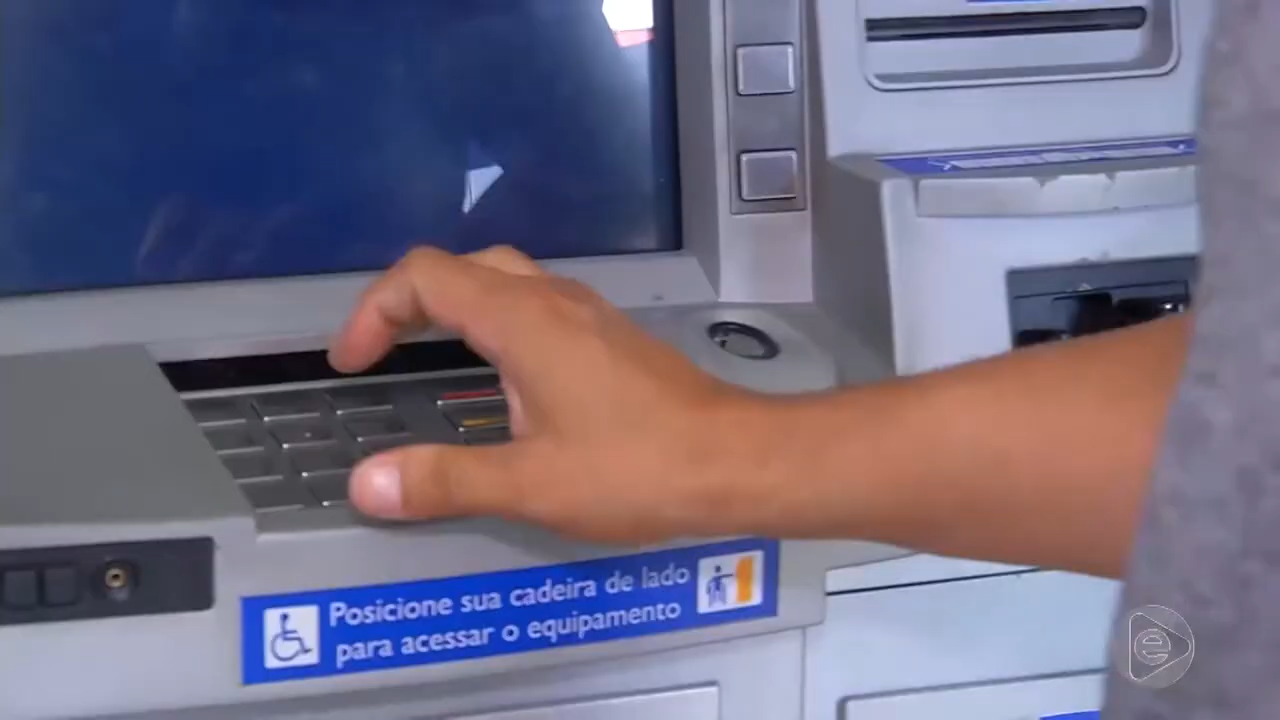 Posicione sua cadeira de lado
para acessar o equipamento
e